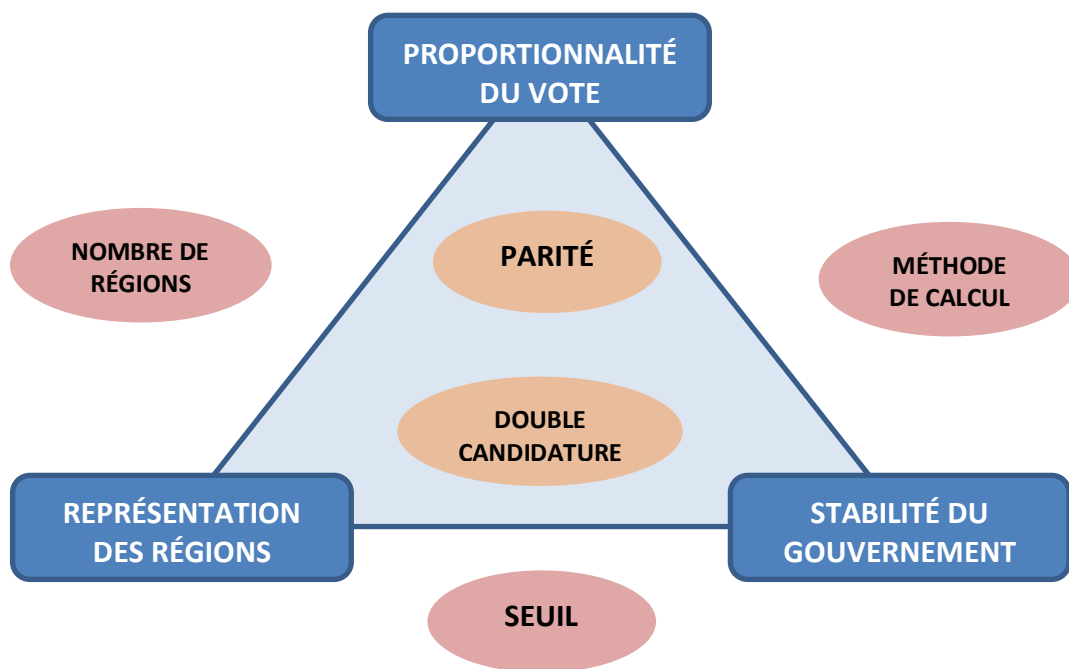 PROPORTIONNALITÉ
DU VOTE
NOMBRE DE
RÉGIONS
PARITÉ
MÉTHODE
DE CALCUL
DOUBLE
CANDIDATURE
REPRÉSENTATION
DES RÉGIONS
STABILITÉ DU
GOUVERNEMENT
SEUIL